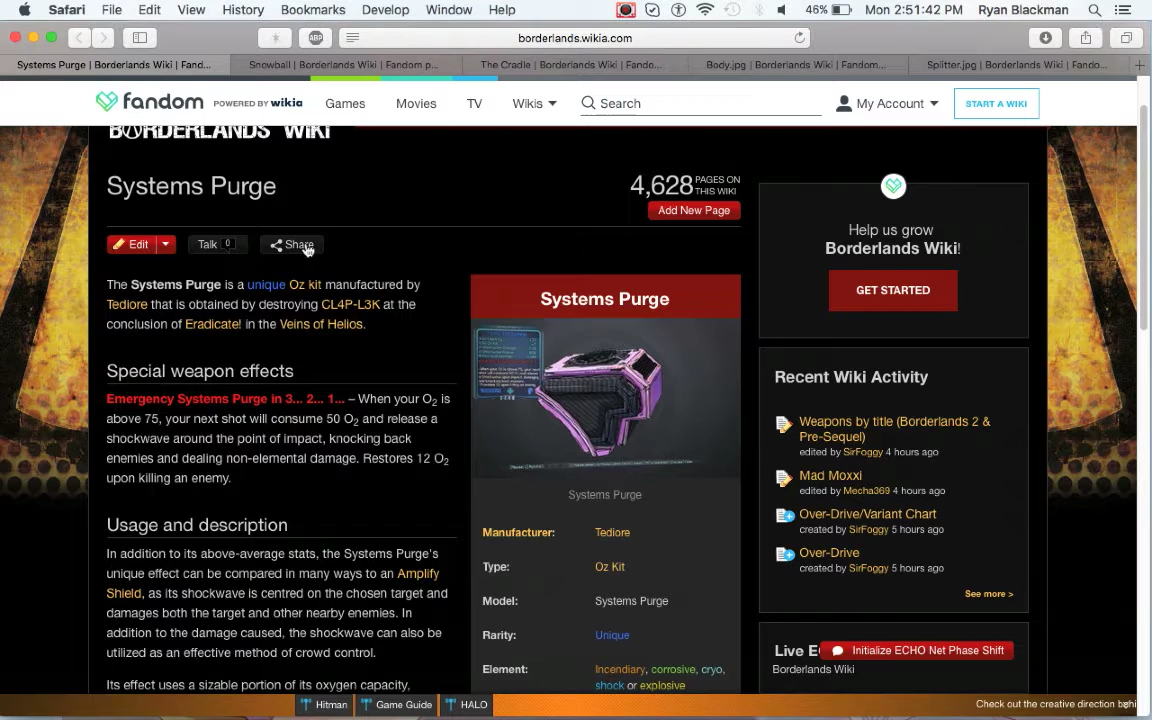 Safari File Edit View History Bookmarks Develop Window Help 46% Mon 2:51:42 PM Ryan Blackman
ABP borderlands.wikia.com
Systems Purge | Borderlands Wiki | Fand... Snowball | Borderlands Wiki | Fandom p... The Cradle | Borderlands Wiki | Fando... Body.jpg | Borderlands Wiki | Fandom... Splitter.jpg | Borderlands Wiki | Fando...
fandom POWERED BY wikia Games Movies TV Wikis Search My Account START A WIKI
BORDERLANDS WIKI
Systems Purge
4,628 PAGES ON THIS WIKI
Add New Page
Edit Talk 0 Share
The Systems Purge is a unique Oz kit manufactured by
Tediore that is obtained by destroying CL4P-L3K at the
conclusion of Eradicate! in the Veins of Helios.
Special weapon effects
Emergency Systems Purge in 3... 2... 1... – When your O2 is
above 75, your next shot will consume 50 O2 and release a
shockwave around the point of impact, knocking back
enemies and dealing non-elemental damage. Restores 12 O2
upon killing an enemy.
Usage and description
In addition to its above-average stats, the Systems Purge's
unique effect can be compared in many ways to an Amplify
Shield, as its shockwave is centred on the chosen target and
damages both the target and other nearby enemies. In
addition to the damage caused, the shockwave can also be
utilized as an effective method of crowd control.
Its effect uses a sizable portion of its oxygen capacity,
Systems Purge
Systems Purge
Manufacturer: Tediore
Type: Oz Kit
Model: Systems Purge
Rarity: Unique
Element: Incendiary, corrosive, cryo,
shock or explosive
Help us grow
Borderlands Wiki!
GET STARTED
Recent Wiki Activity
Weapons by title (Borderlands 2 &
Pre-Sequel)
edited by SirFoggy 4 hours ago
Mad Moxxi
edited by Mecha369 4 hours ago
Over-Drive/Variant Chart
created by SirFoggy 5 hours ago
Over-Drive
created by SirFoggy 5 hours ago
See more >
Live E Initialize ECHO Net Phase Shift
Borderlands Wiki
Hitman Game Guide HALO Check out the creative direction behi